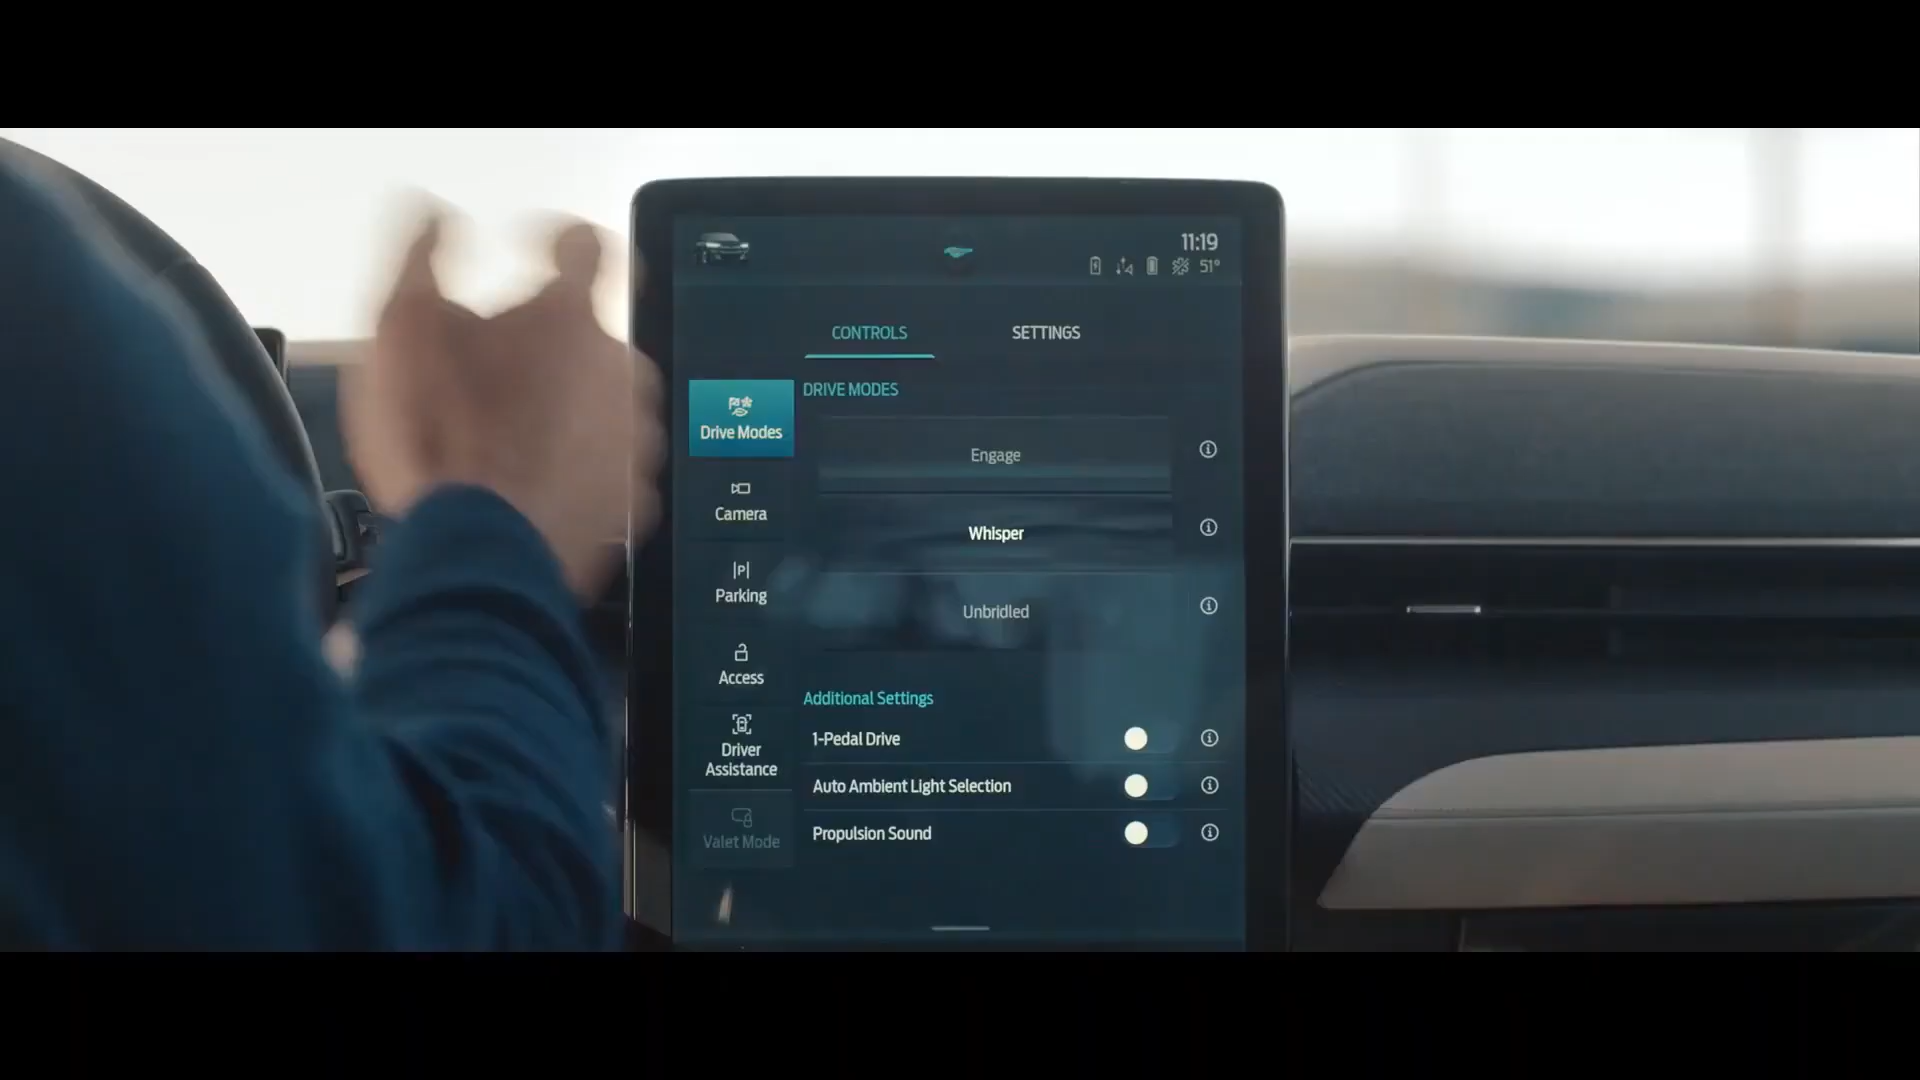 11:19
51°
CONTROLS
SETTINGS
DRIVE MODES
Drive Modes
Engage
Camera
Whisper
Parking
Unbridled
Access
Additional Settings
1-Pedal Drive
Driver
Assistance
Auto Ambient Light Selection
Propulsion Sound
Valet Mode